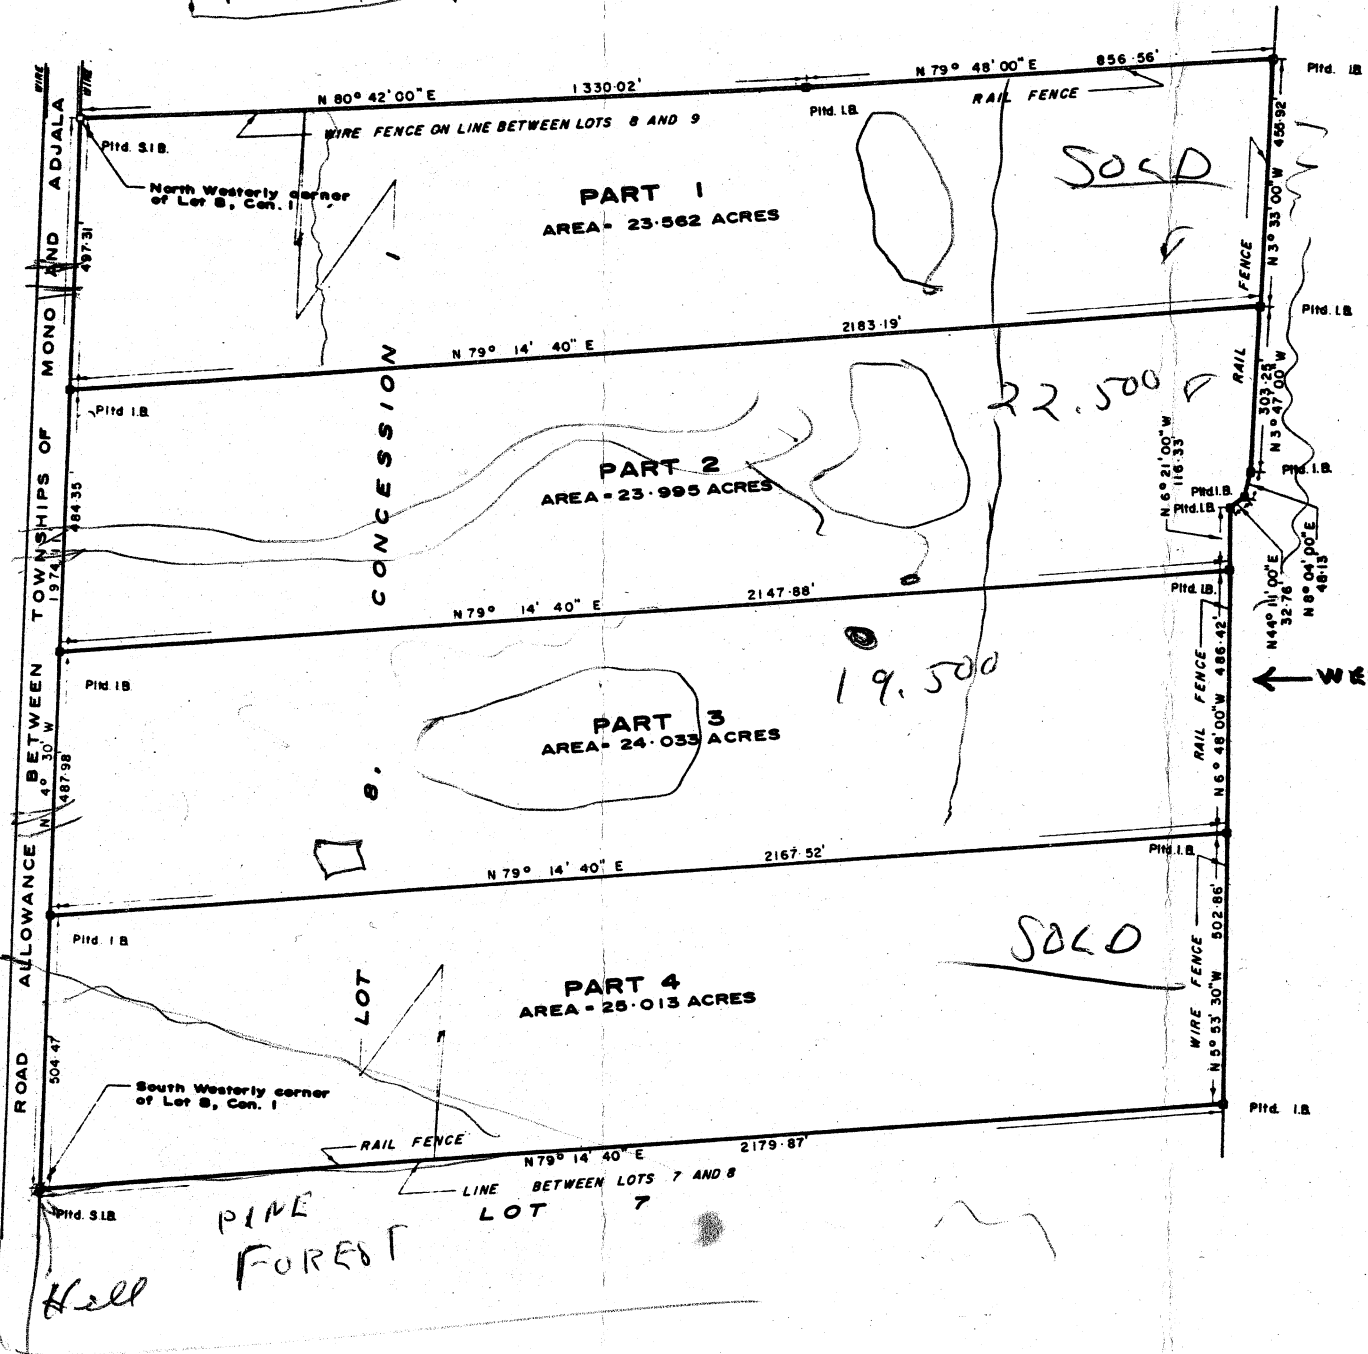 N 80° 42' 00" E
1330·02'
N 79° 48' 00" E
856·56'
Pltd. I.B.
WIRE
WIRE
WIRE FENCE ON LINE BETWEEN LOTS 8 AND 9
Pltd. I.B.
RAIL FENCE
Pltd. S.I.B.
North Westerly corner
of Lot 8, Con. 1
PART 1
AREA = 23·562 ACRES
SOLD
456·92'
N 3° 33' 00" W
RAIL FENCE
497·31'
ROAD ALLOWANCE BETWEEN TOWNSHIPS OF MONO AND ADJALA
N 4° 30' W
1974·11'
LOT 8, CONCESSION 1
N 79° 14' 40" E
2183·19'
Pltd. I.B.
Pltd I.B.
22.500
303·25'
N 3° 47' 00" W
484·35'
PART 2
AREA = 23·995 ACRES
N 6° 21' 00" W
116·33'
Pltd. I.B.
Pltd I.B.
Pltd I.B.
N 44° 11' 00" E
32·76'
N 8° 04' 00" E
48·13'
N 79° 14' 40" E
2147·88'
Pltd. I.B.
Pltd I.B.
19.500
PART 3
AREA = 24·033 ACRES
RAIL FENCE
486·42'
N 6° 48' 00" W
487·98'
N 79° 14' 40" E
2167·52'
Pltd. I.B.
Pltd. I.B.
SOLD
PART 4
AREA = 25·013 ACRES
WIRE FENCE
502·86'
N 5° 53' 30" W
504·47'
South Westerly corner
of Lot 8, Con. 1
Pltd. I.B.
RAIL FENCE
N 79° 14' 40" E
2179·87'
LINE BETWEEN LOTS 7 AND 8
LOT 7
Pltd. S.I.B.
PINE
FOREST
Hill